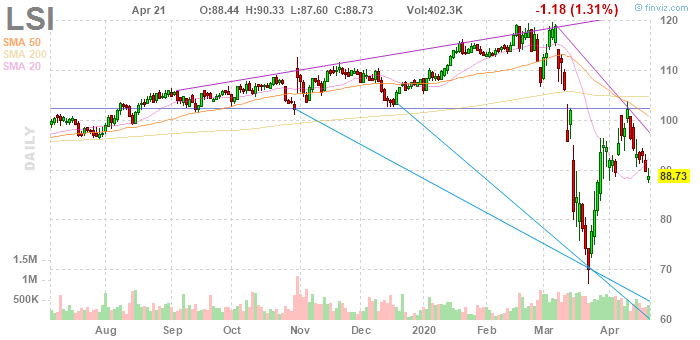 LSI
Apr 21 O:88.44 H:90.33 L:87.60 C:88.73 Vol:402.3K -1.18 (1.31%)
© finviz.com
SMA 50
SMA 200
SMA 20
DAILY
120
110
100
90
88.73
80
70
60
1.5M
1M
500K
Aug Sep Oct Nov Dec 2020 Feb Mar Apr